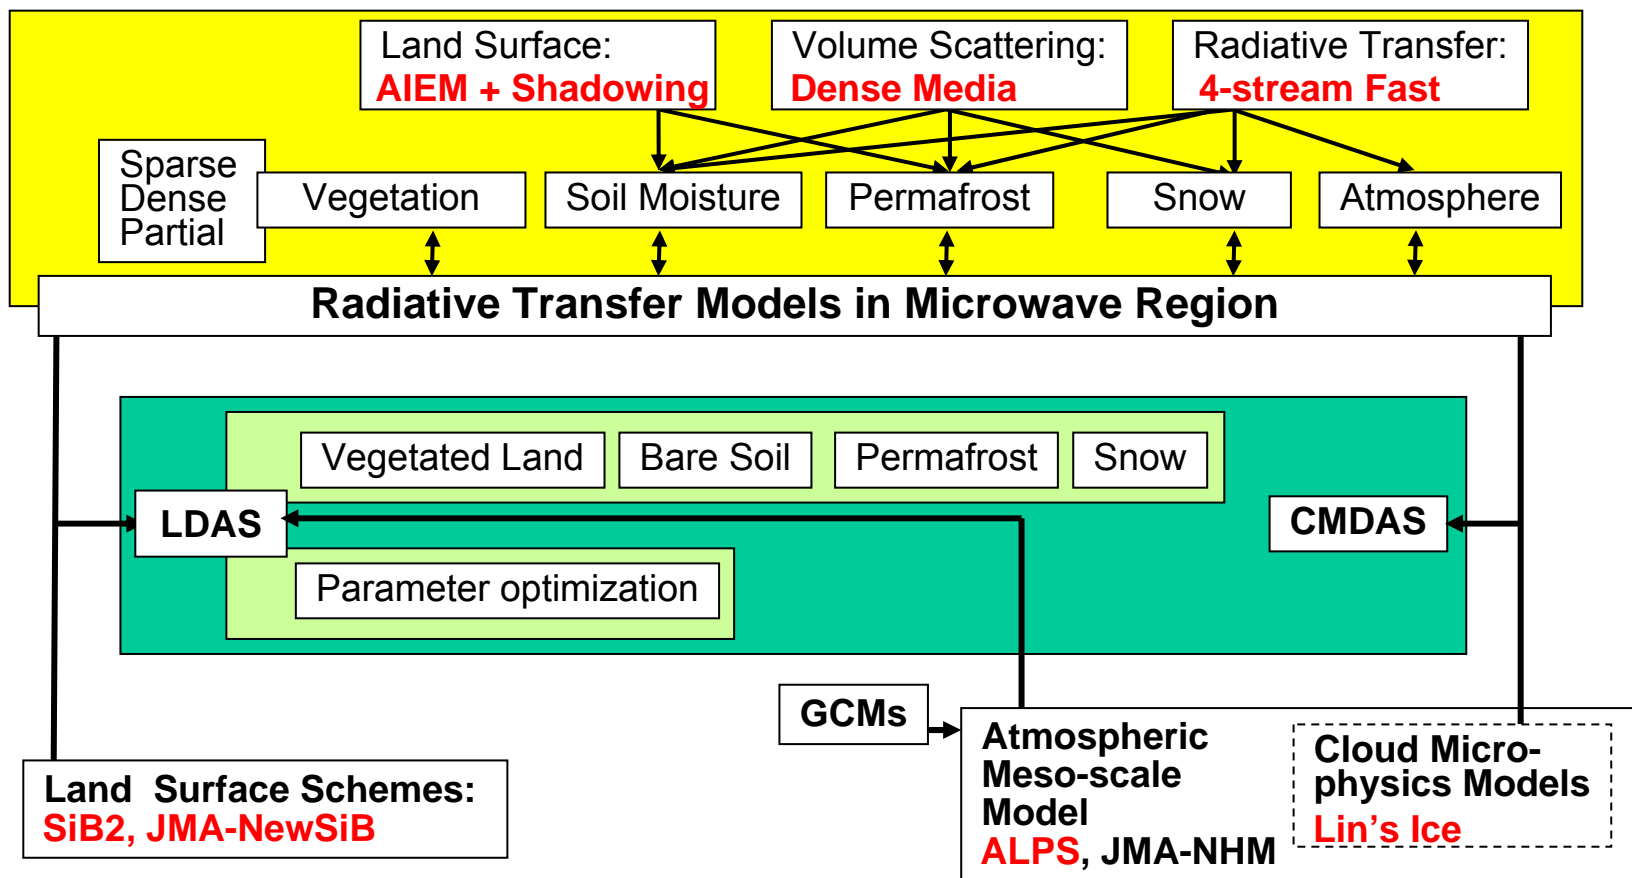 Land Surface:
AIEM + Shadowing
Volume Scattering:
Dense Media
Radiative Transfer:
4-stream Fast
Sparse
Dense
Partial
Vegetation
Soil Moisture
Permafrost
Snow
Atmosphere
Radiative Transfer Models in Microwave Region
Vegetated Land
Bare Soil
Permafrost
Snow
LDAS
CMDAS
Parameter optimization
GCMs
Land Surface Schemes:
SiB2, JMA-NewSiB
Atmospheric
Meso-scale
Model
ALPS, JMA-NHM
Cloud Micro-
physics Models
Lin’s Ice